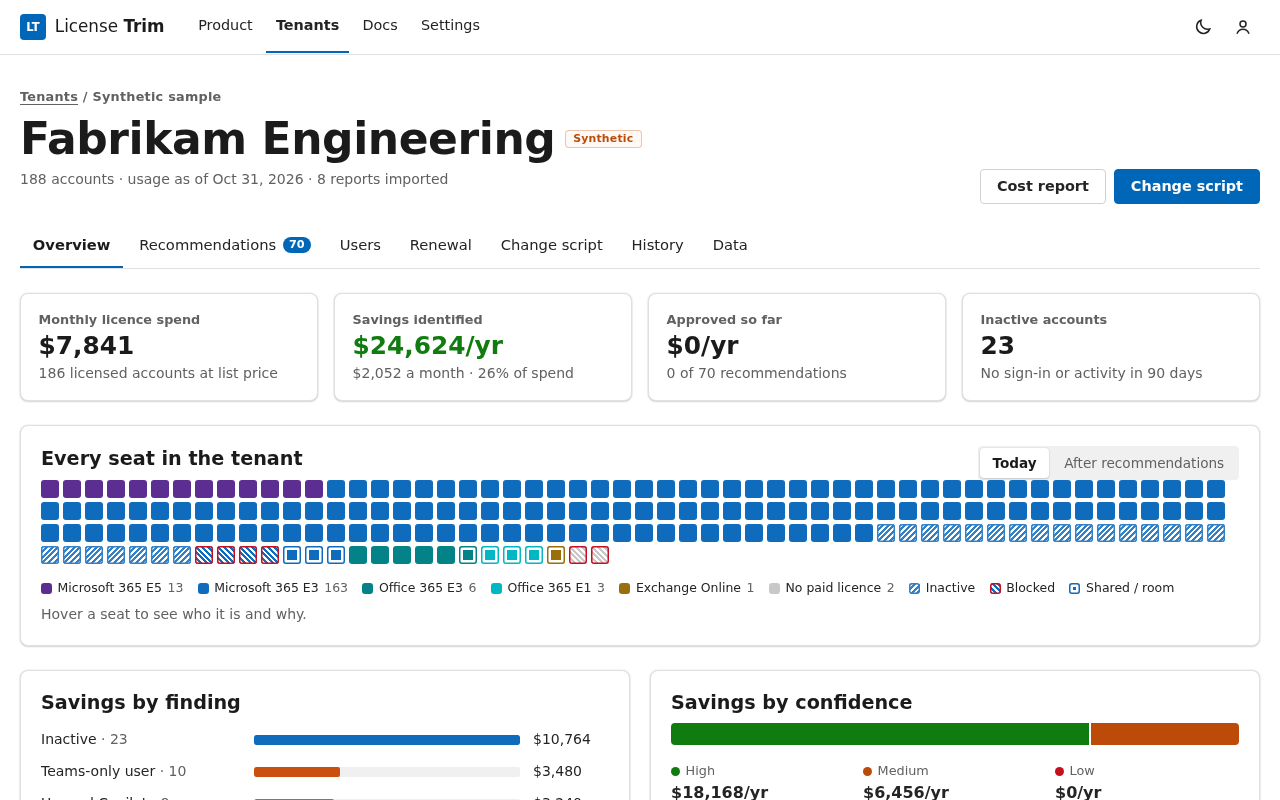 LT License Trim Product Tenants Docs Settings
Tenants / Synthetic sample
Fabrikam Engineering Synthetic
188 accounts · usage as of Oct 31, 2026 · 8 reports imported
Cost report Change script
Overview Recommendations 70 Users Renewal Change script History Data
Monthly licence spend
$7,841
186 licensed accounts at list price
Savings identified
$24,624/yr
$2,052 a month · 26% of spend
Approved so far
$0/yr
0 of 70 recommendations
Inactive accounts
23
No sign-in or activity in 90 days
Every seat in the tenant
Today After recommendations
Microsoft 365 E5 13 Microsoft 365 E3 163 Office 365 E3 6 Office 365 E1 3 Exchange Online 1 No paid licence 2 Inactive Blocked Shared / room
Hover a seat to see who it is and why.
Savings by finding
Inactive · 23 $10,764
Teams-only user · 10 $3,480
Savings by confidence
High
$18,168/yr
Medium
$6,456/yr
Low
$0/yr